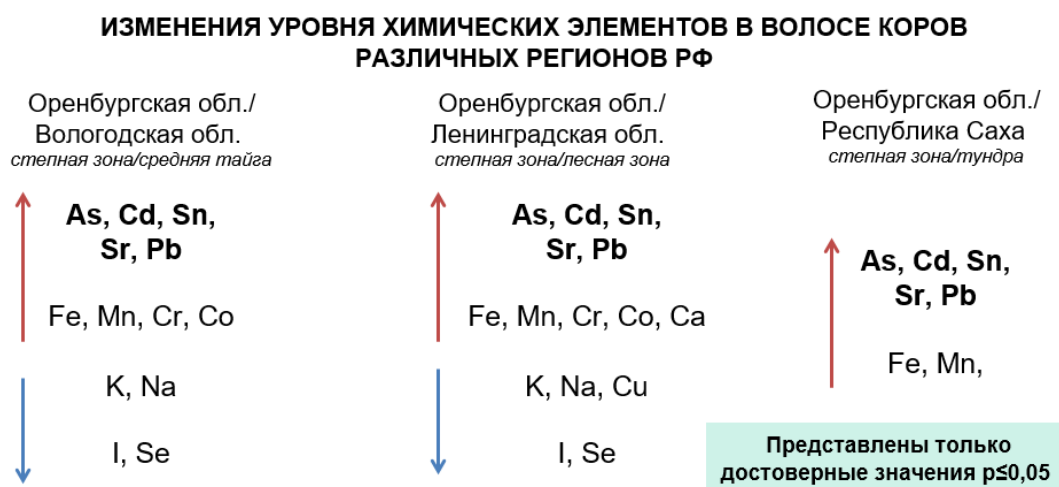 ИЗМЕНЕНИЯ УРОВНЯ ХИМИЧЕСКИХ ЭЛЕМЕНТОВ В ВОЛОСЕ КОРОВ
РАЗЛИЧНЫХ РЕГИОНОВ РФ
Оренбургская обл./
Вологодская обл.
степная зона/средняя тайга
As, Cd, Sn,
Sr, Pb
Fe, Mn, Cr, Co
K, Na
I, Se
Оренбургская обл./
Ленинградская обл.
степная зона/лесная зона
As, Cd, Sn,
Sr, Pb
Fe, Mn, Cr, Co, Ca
K, Na, Cu
I, Se
Оренбургская обл./
Республика Саха
степная зона/тундра
As, Cd, Sn,
Sr, Pb
Fe, Mn,
Представлены только
достоверные значения p≤0,05